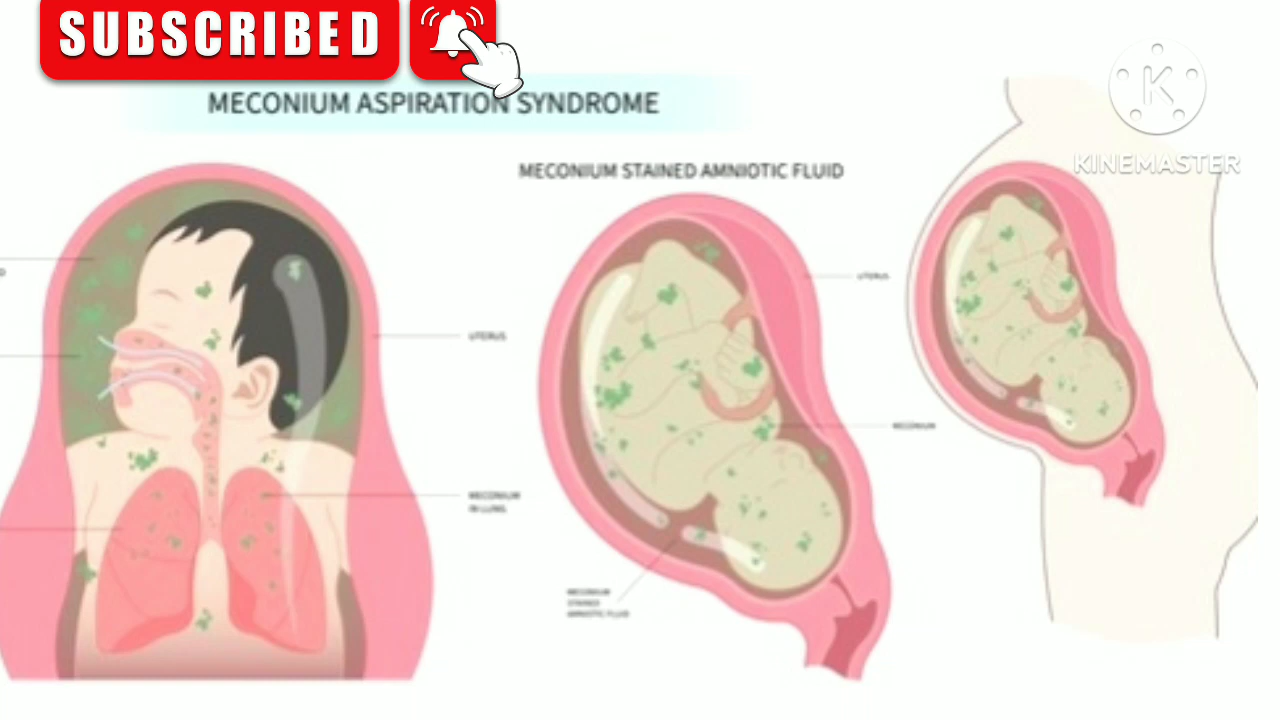 SUBSCRIBED
MECONIUM ASPIRATION SYNDROME
K
KINEMASTER
MECONIUM STAINED AMNIOTIC FLUID
UTERUS
UTERUS
MECONIUM
MECONIUM
IN LUNG
MECONIUM
STAINED
AMNIOTIC FLUID